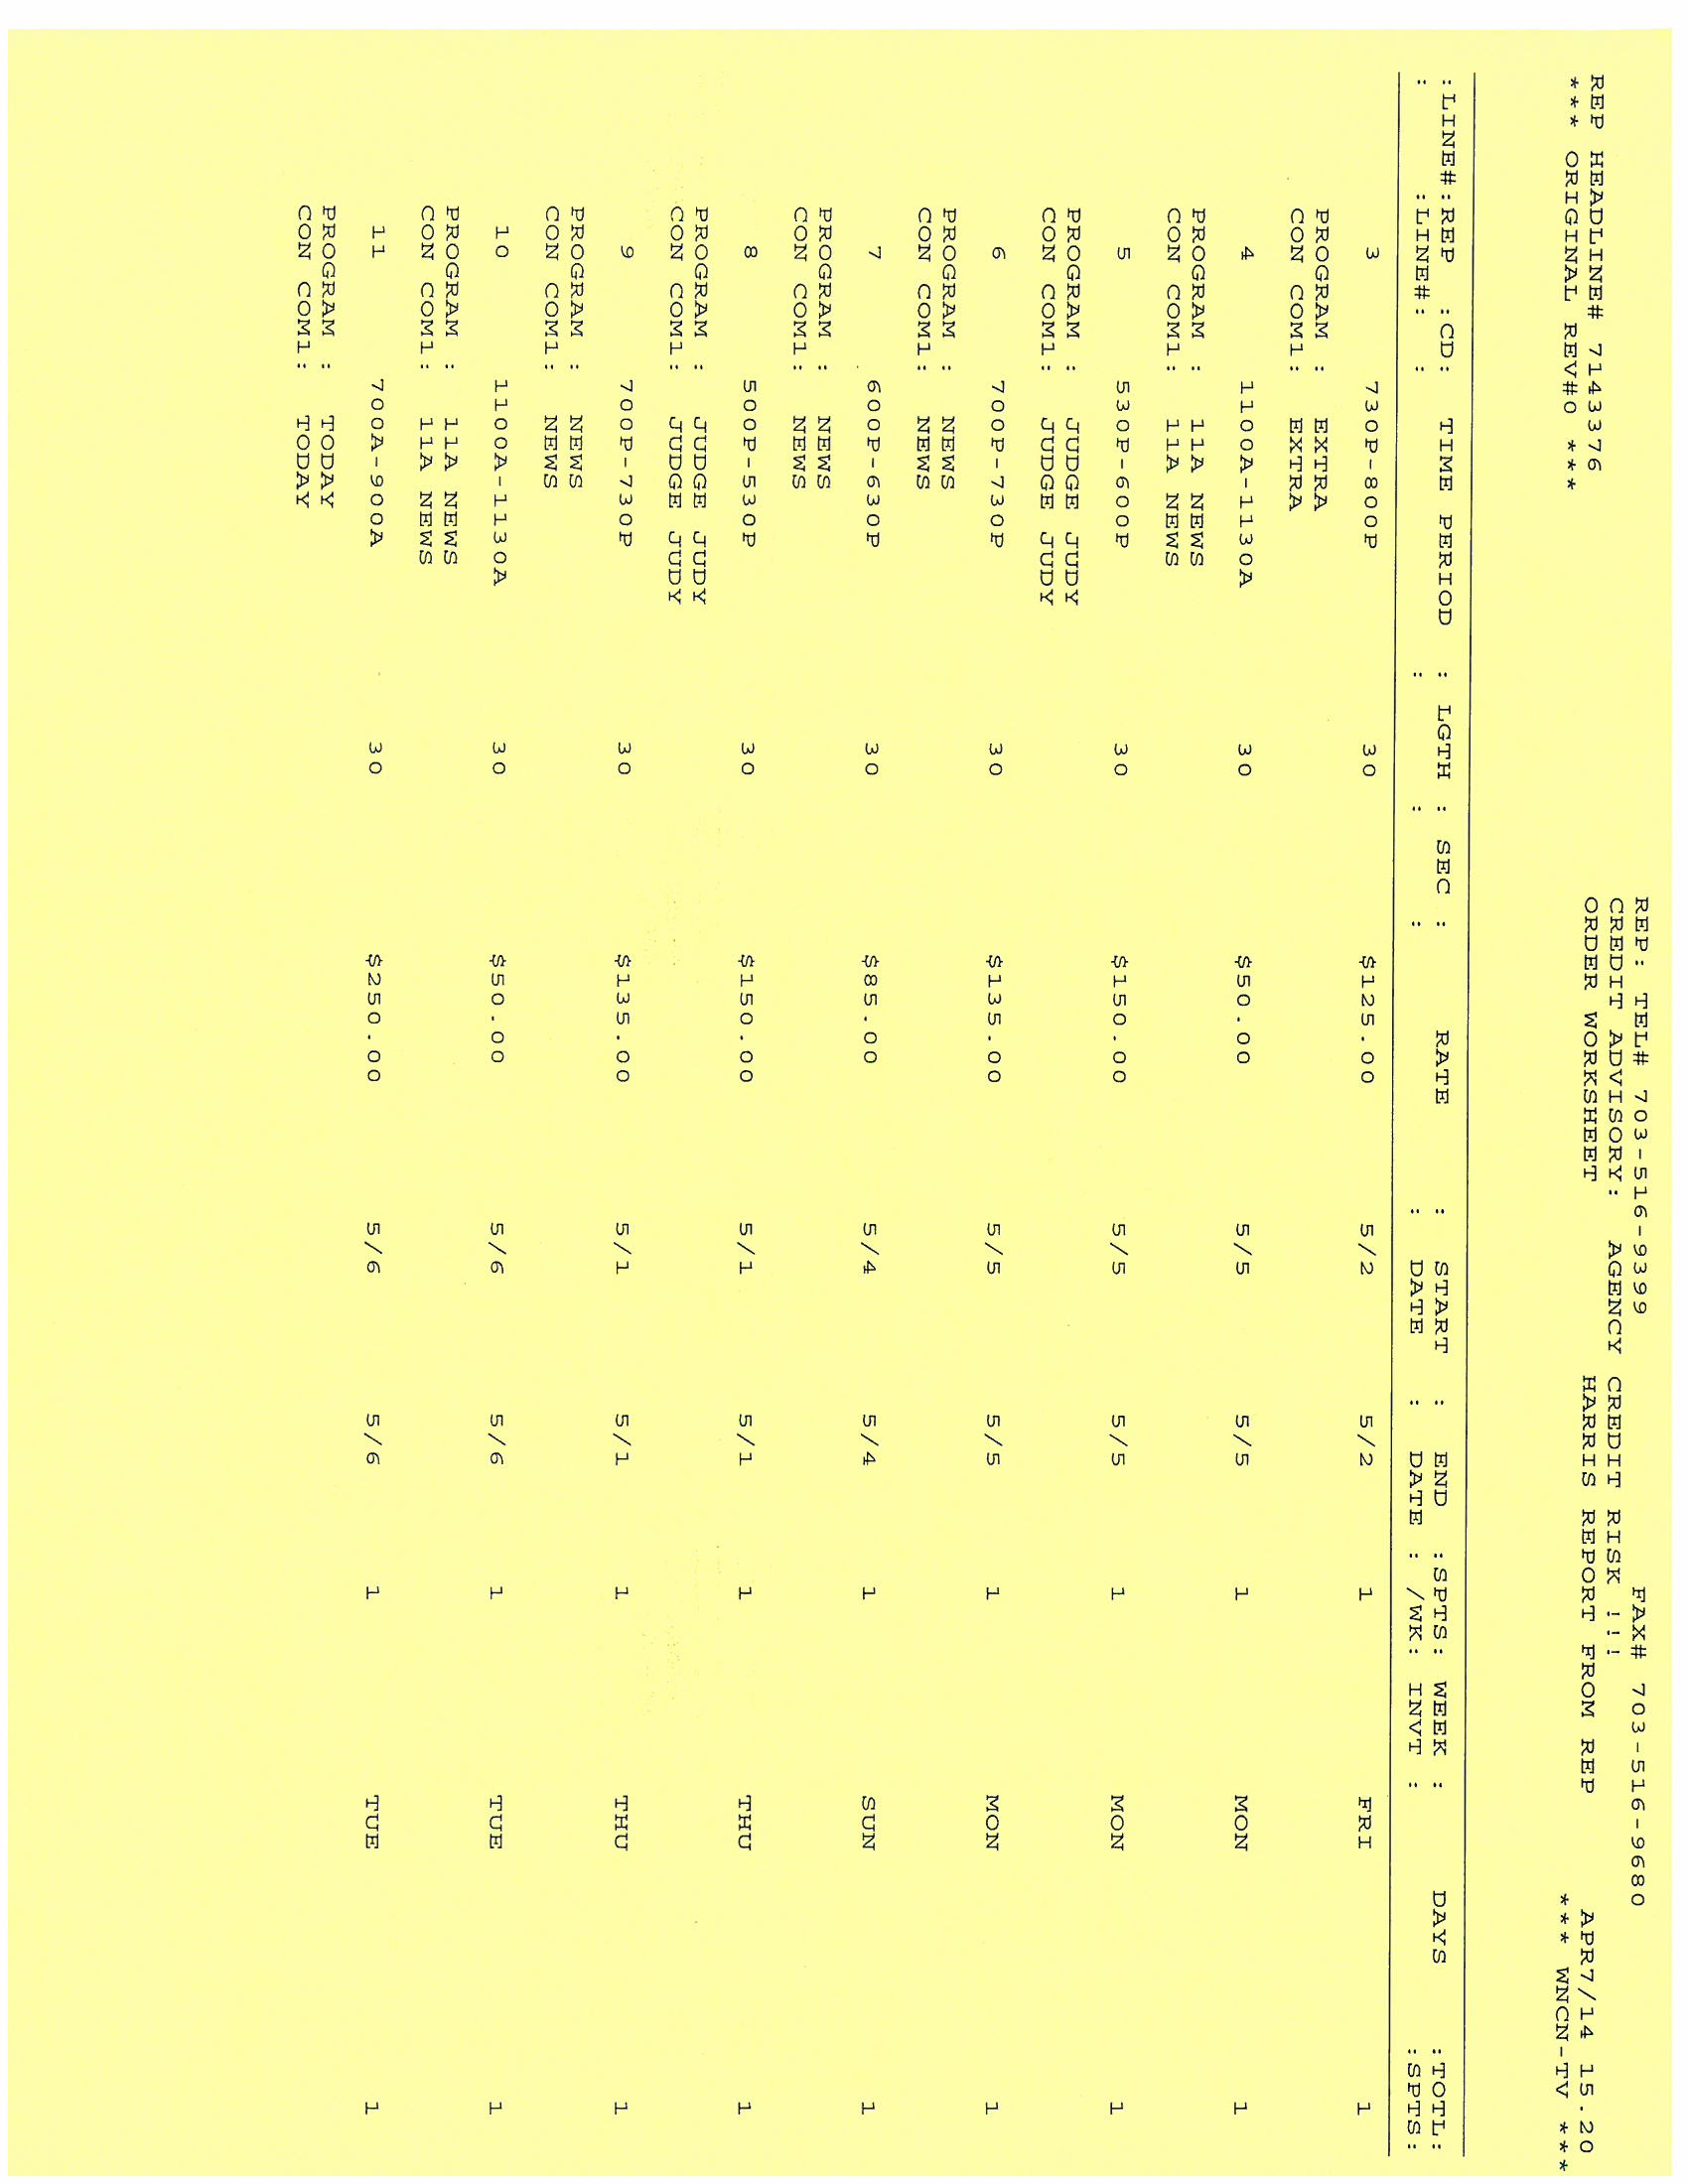 REP: TEL# 703-516-9399 FAX# 703-516-9680
CREDIT ADVISORY: AGENCY CREDIT RISK !!!
REP HEADLINE# 7143376 ORDER WORKSHEET HARRIS REPORT FROM REP APR7/14 15.20
*** ORIGINAL REV#0 *** *** WNCN-TV ***
:LINE#:REP :CD: TIME PERIOD : LGTH : SEC : RATE : START : END :SPTS: WEEK : DAYS :TOTL:
: :LINE#: : : : : : DATE : DATE : /WK: INVT : :SPTS:
3 730P-800P 30 $125.00 5/2 5/2 1 FRI 1
PROGRAM : EXTRA
CON COM1: EXTRA
4 1100A-1130A 30 $50.00 5/5 5/5 1 MON 1
PROGRAM : 11A NEWS
CON COM1: 11A NEWS
5 530P-600P 30 $150.00 5/5 5/5 1 MON 1
PROGRAM : JUDGE JUDY
CON COM1: JUDGE JUDY
6 700P-730P 30 $135.00 5/5 5/5 1 MON 1
PROGRAM : NEWS
CON COM1: NEWS
7 600P-630P 30 $85.00 5/4 5/4 1 SUN 1
PROGRAM : NEWS
CON COM1: NEWS
8 500P-530P 30 $150.00 5/1 5/1 1 THU 1
PROGRAM : JUDGE JUDY
CON COM1: JUDGE JUDY
9 700P-730P 30 $135.00 5/1 5/1 1 THU 1
PROGRAM : NEWS
CON COM1: NEWS
10 1100A-1130A 30 $50.00 5/6 5/6 1 TUE 1
PROGRAM : 11A NEWS
CON COM1: 11A NEWS
11 700A-900A 30 $250.00 5/6 5/6 1 TUE 1
PROGRAM : TODAY
CON COM1: TODAY